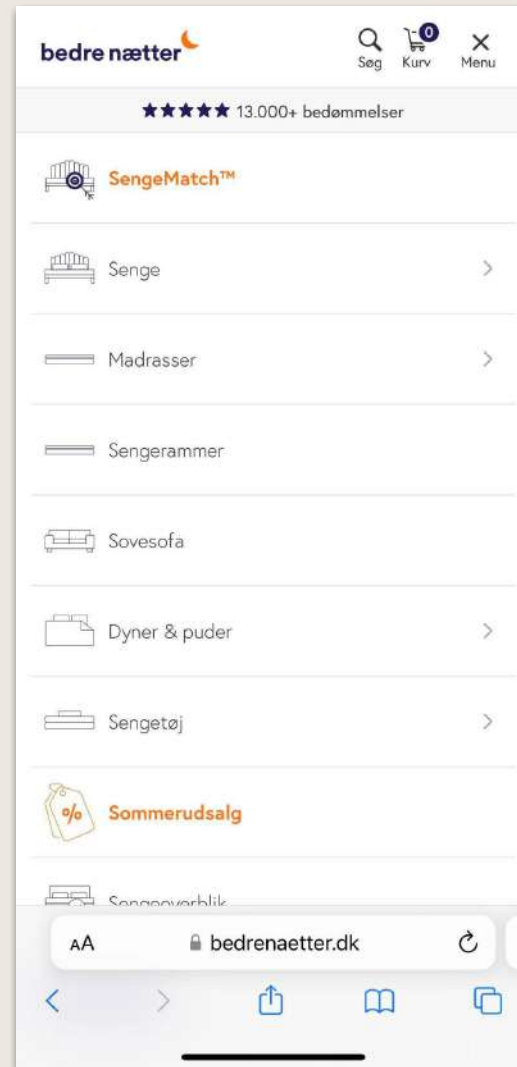 bedre nætter
0
Søg Kurv Menu
13.000+ bedømmelser
SengeMatch™
Senge
Madrasser
Sengerammer
Sovesofa
Dyner & puder
Sengetøj
%
Sommerudsalg
Sengeoverblik
AA bedrenaetter.dk